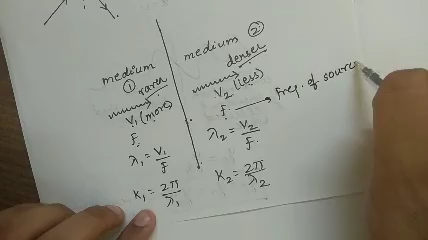 medium
①
rarer
V₁ (more)
f
λ₁ = V₁/f
K₁ = 2π/λ₁
medium ②
denser
V₂ (less)
f → freq. of source
λ₂ = V₂/f
K₂ = 2π/λ₂